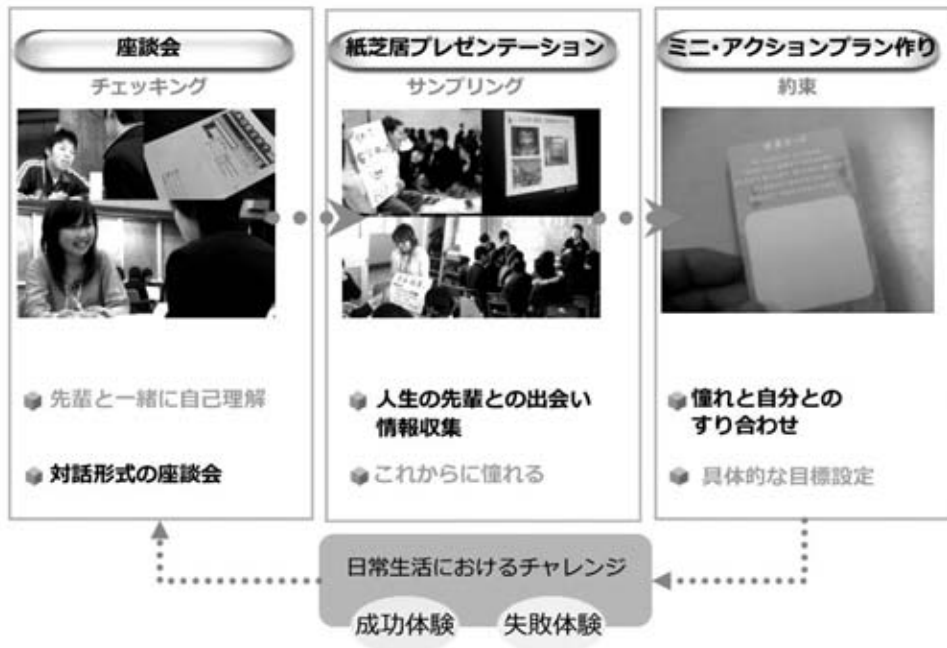 座談会
チェッキング
先輩と一緒に自己理解
対話形式の座談会
紙芝居プレゼンテーション
サンプリング
人生の先輩との出会い
情報収集
これからに憧れる
ミニ・アクションプラン作り
約束
憧れと自分との
すり合わせ
具体的な目標設定
日常生活におけるチャレンジ
成功体験
失敗体験